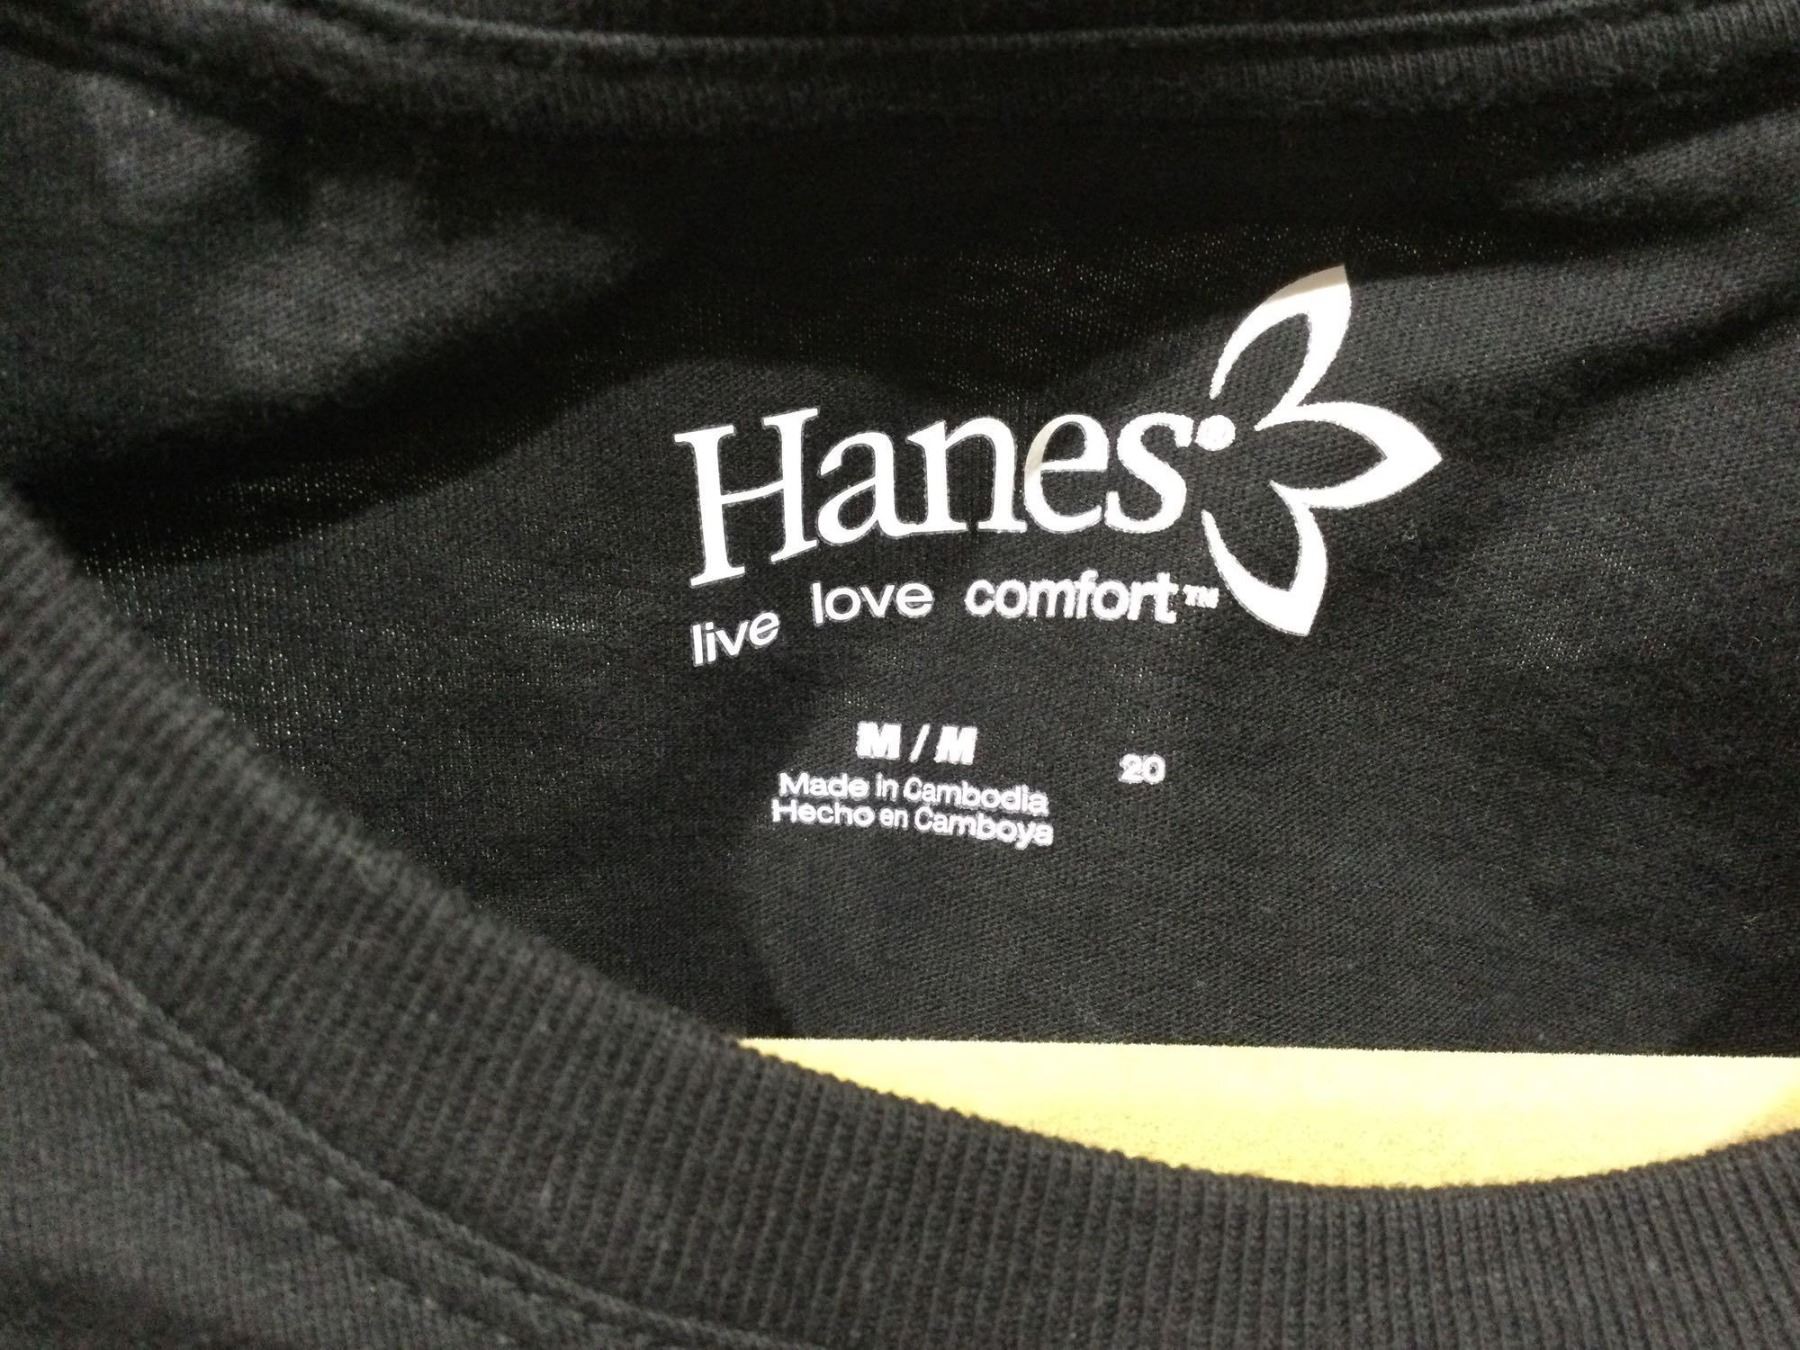 Hanes®
live love comfort™
M / M 20
Made in Cambodia
Hecho en Camboya